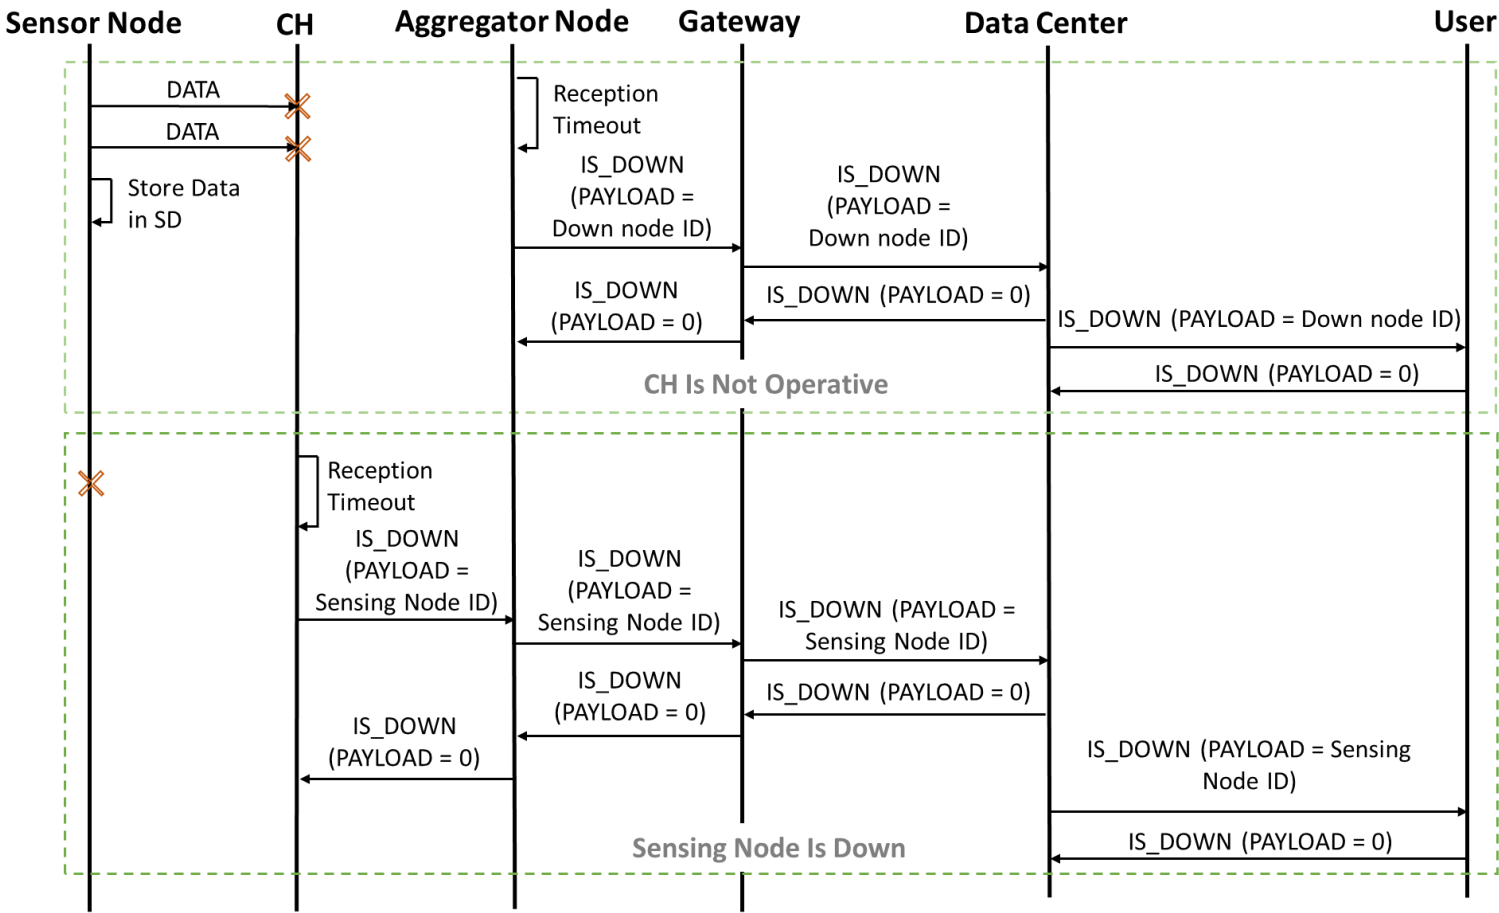 Sensor Node
CH
Aggregator Node
Gateway
Data Center
User
DATA
DATA
Store Data
in SD
Reception
Timeout
IS_DOWN
(PAYLOAD =
Down node ID)
IS_DOWN
(PAYLOAD =
Down node ID)
IS_DOWN
(PAYLOAD = 0)
IS_DOWN (PAYLOAD = 0)
IS_DOWN (PAYLOAD = Down node ID)
IS_DOWN (PAYLOAD = 0)
CH Is Not Operative
Reception
Timeout
IS_DOWN
(PAYLOAD =
Sensing Node ID)
IS_DOWN
(PAYLOAD =
Sensing Node ID)
IS_DOWN (PAYLOAD =
Sensing Node ID)
IS_DOWN (PAYLOAD = 0)
IS_DOWN
(PAYLOAD = 0)
IS_DOWN
(PAYLOAD = 0)
IS_DOWN (PAYLOAD = Sensing
Node ID)
IS_DOWN (PAYLOAD = 0)
Sensing Node Is Down